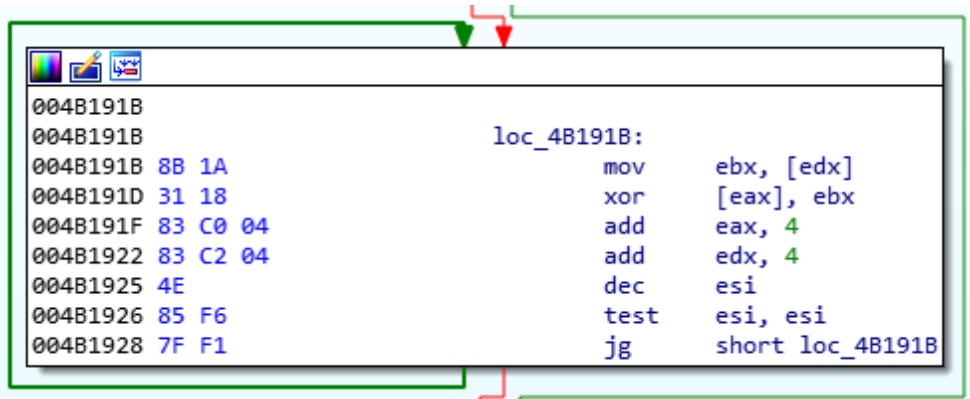 004B191B
004B191B loc_4B191B:
004B191B 8B 1A mov ebx, [edx]
004B191D 31 18 xor [eax], ebx
004B191F 83 C0 04 add eax, 4
004B1922 83 C2 04 add edx, 4
004B1925 4E dec esi
004B1926 85 F6 test esi, esi
004B1928 7F F1 jg short loc_4B191B